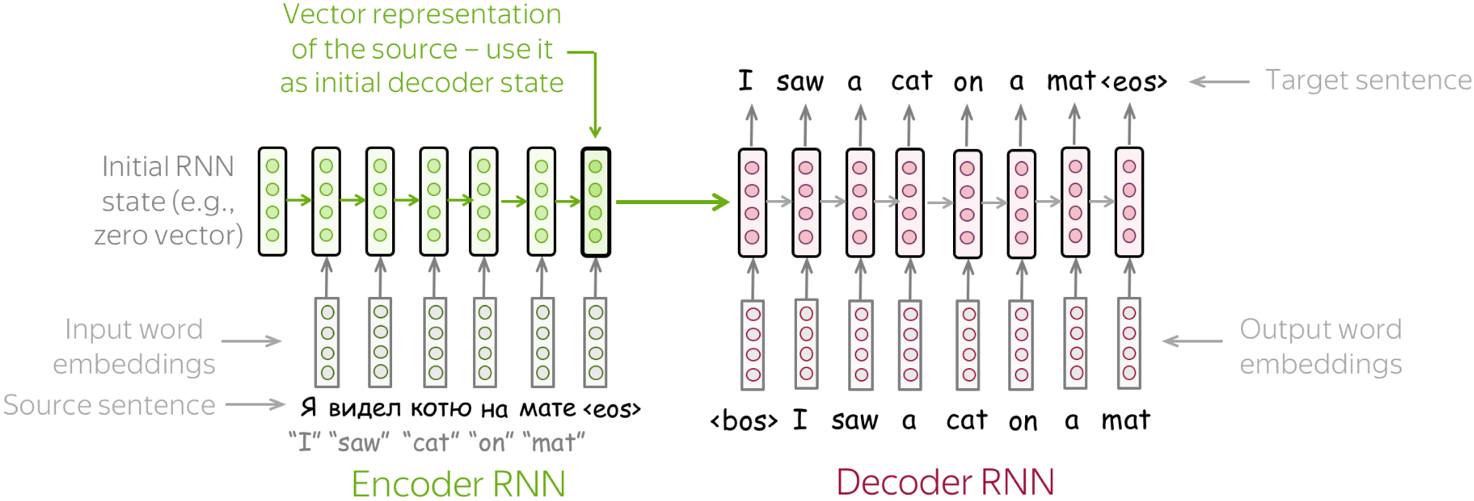 Vector representation
of the source – use it
as initial decoder state
I saw a cat on a mat <eos>
Target sentence
Initial RNN
state (e.g.,
zero vector)
Input word
embeddings
Output word
embeddings
Source sentence
Я видел котю на мате <eos>
"I" "saw" "cat" "on" "mat"
<bos> I saw a cat on a mat
Encoder RNN
Decoder RNN